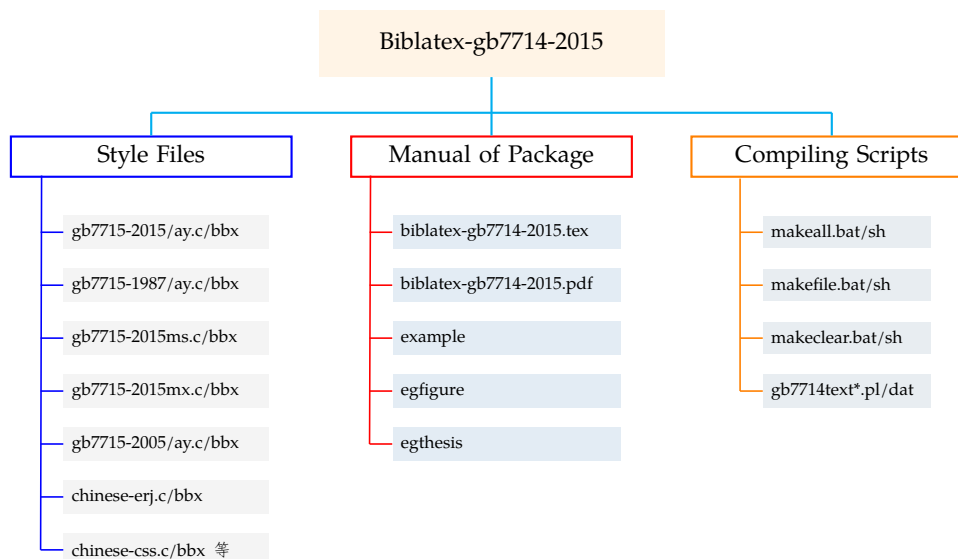 Biblatex-gb7714-2015
Style Files
gb7715-2015/ay.c/bbx
gb7715-1987/ay.c/bbx
gb7715-2015ms.c/bbx
gb7715-2015mx.c/bbx
gb7715-2005/ay.c/bbx
chinese-erj.c/bbx
chinese-css.c/bbx 等
Manual of Package
biblatex-gb7714-2015.tex
biblatex-gb7714-2015.pdf
example
egfigure
egthesis
Compiling Scripts
makeall.bat/sh
makefile.bat/sh
makeclear.bat/sh
gb7714text*.pl/dat